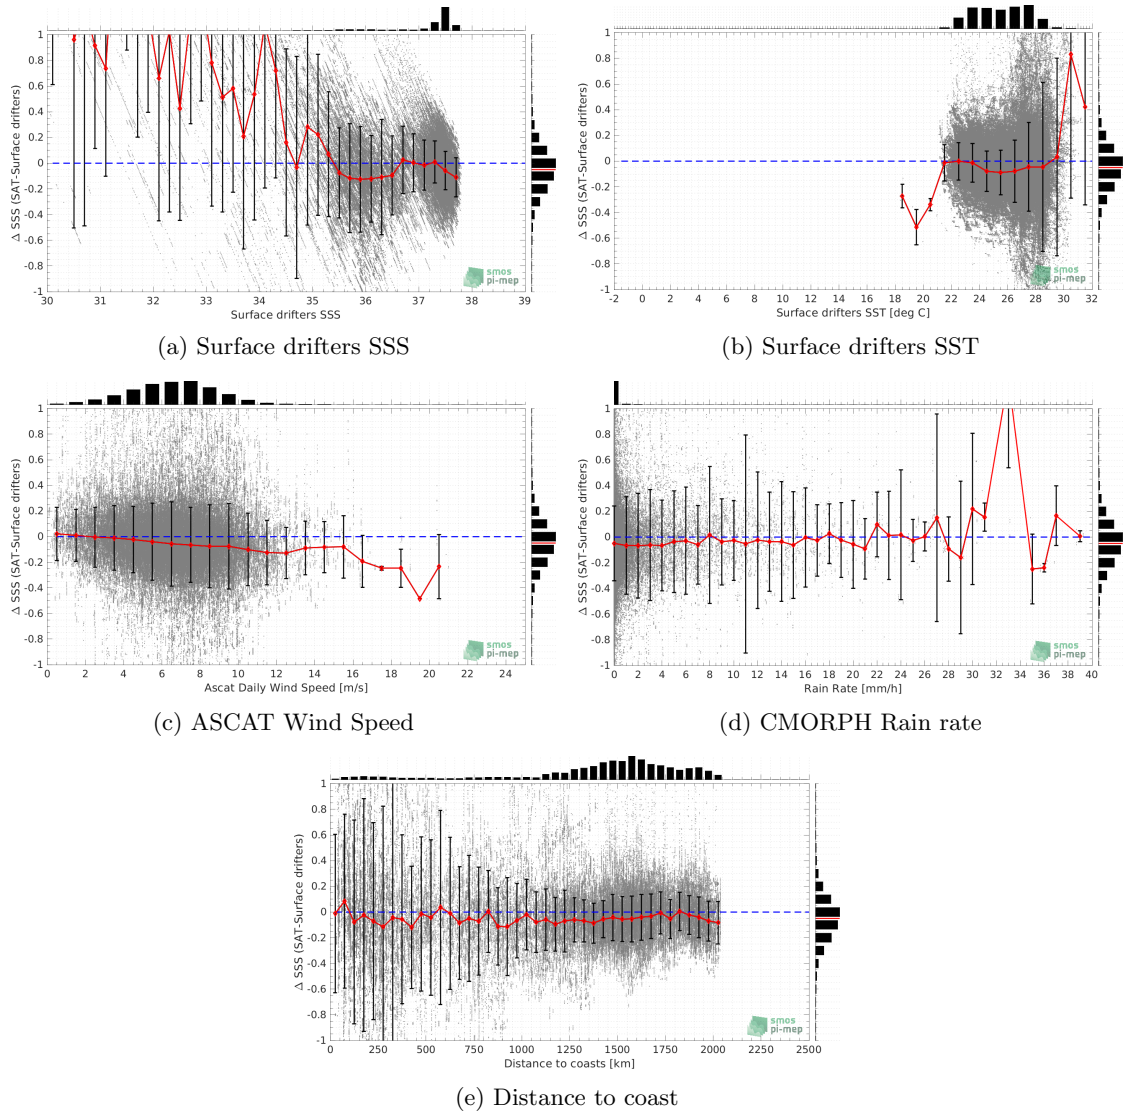 1
0.8
0.6
0.4
0.2
0
-0.2
-0.4
-0.6
-0.8
-1
Δ SSS (SAT-Surface drifters)
30 31 32 33 34 35 36 37 38 39
Surface drifters SSS
smos
pi-mep
(a) Surface drifters SSS
1
0.8
0.6
0.4
0.2
0
-0.2
-0.4
-0.6
-0.8
-1
Δ SSS (SAT-Surface drifters)
-2 0 2 4 6 8 10 12 14 16 18 20 22 24 26 28 30 32
Surface drifters SST [deg C]
smos
pi-mep
(b) Surface drifters SST
1
0.8
0.6
0.4
0.2
0
-0.2
-0.4
-0.6
-0.8
-1
Δ SSS (SAT-Surface drifters)
0 2 4 6 8 10 12 14 16 18 20 22 24
Ascat Daily Wind Speed [m/s]
smos
pi-mep
(c) ASCAT Wind Speed
1
0.8
0.6
0.4
0.2
0
-0.2
-0.4
-0.6
-0.8
-1
Δ SSS (SAT-Surface drifters)
0 2 4 6 8 10 12 14 16 18 20 22 24 26 28 30 32 34 36 38 40
Rain Rate [mm/h]
smos
pi-mep
(d) CMORPH Rain rate
1
0.8
0.6
0.4
0.2
0
-0.2
-0.4
-0.6
-0.8
-1
Δ SSS (SAT-Surface drifters)
0 250 500 750 1000 1250 1500 1750 2000 2250 2500
Distance to coasts [km]
smos
pi-mep
(e) Distance to coast